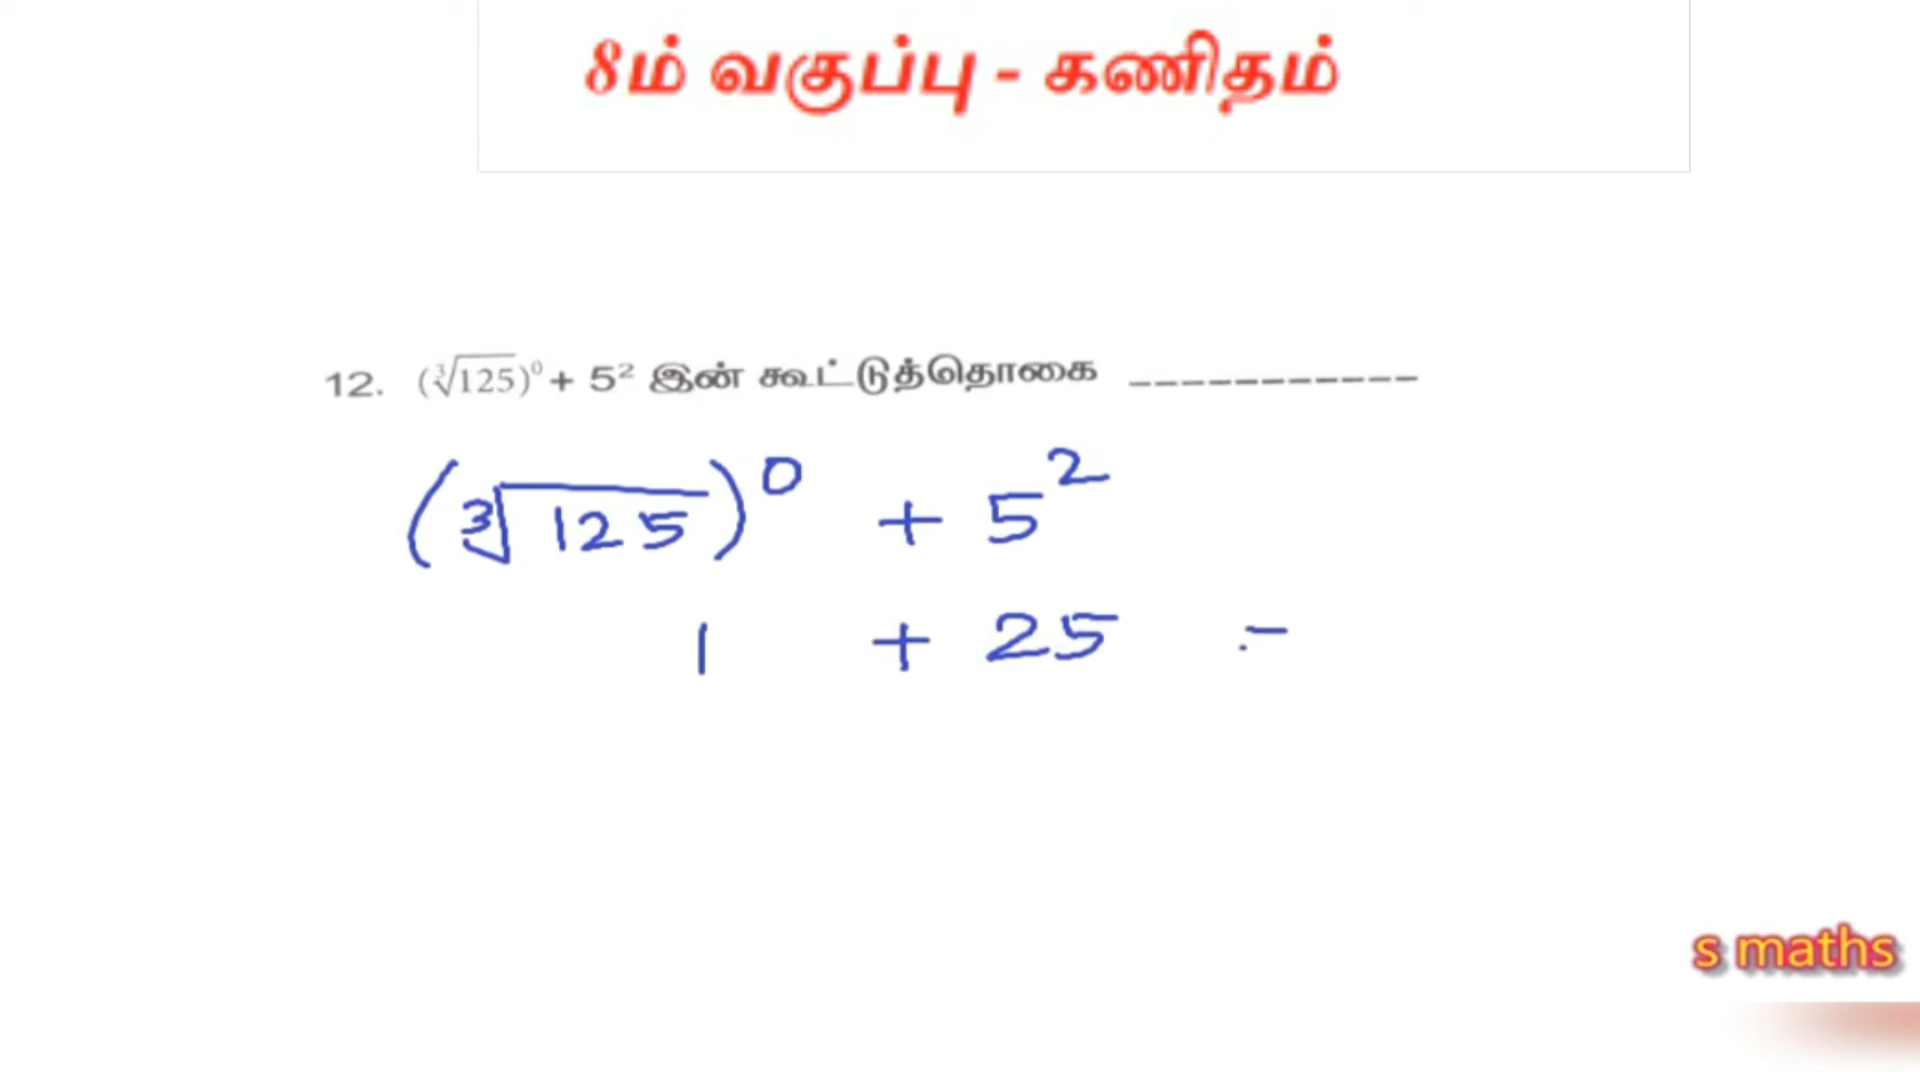 8ம் வகுப்பு - கணிதம்
12. (∛125)⁰ + 5² இன் கூட்டுத்தொகை ___________
(∛125)⁰ + 5²
1 + 25 =
s maths